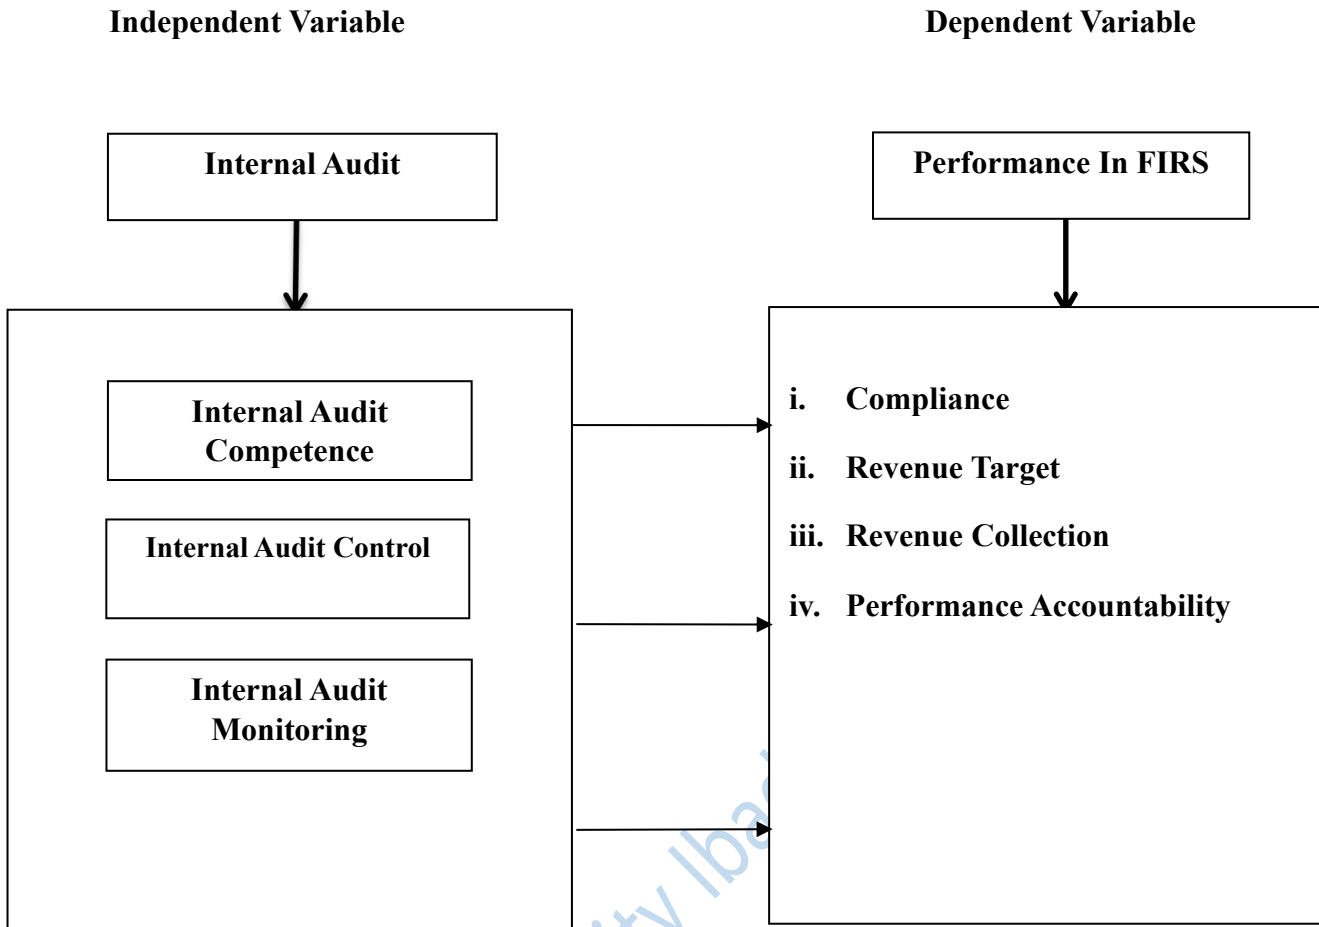 Independent Variable
Dependent Variable
Internal Audit
Performance In FIRS
Internal Audit
Competence
Internal Audit Control
Internal Audit
Monitoring
i. Compliance
ii. Revenue Target
iii. Revenue Collection
iv. Performance Accountability